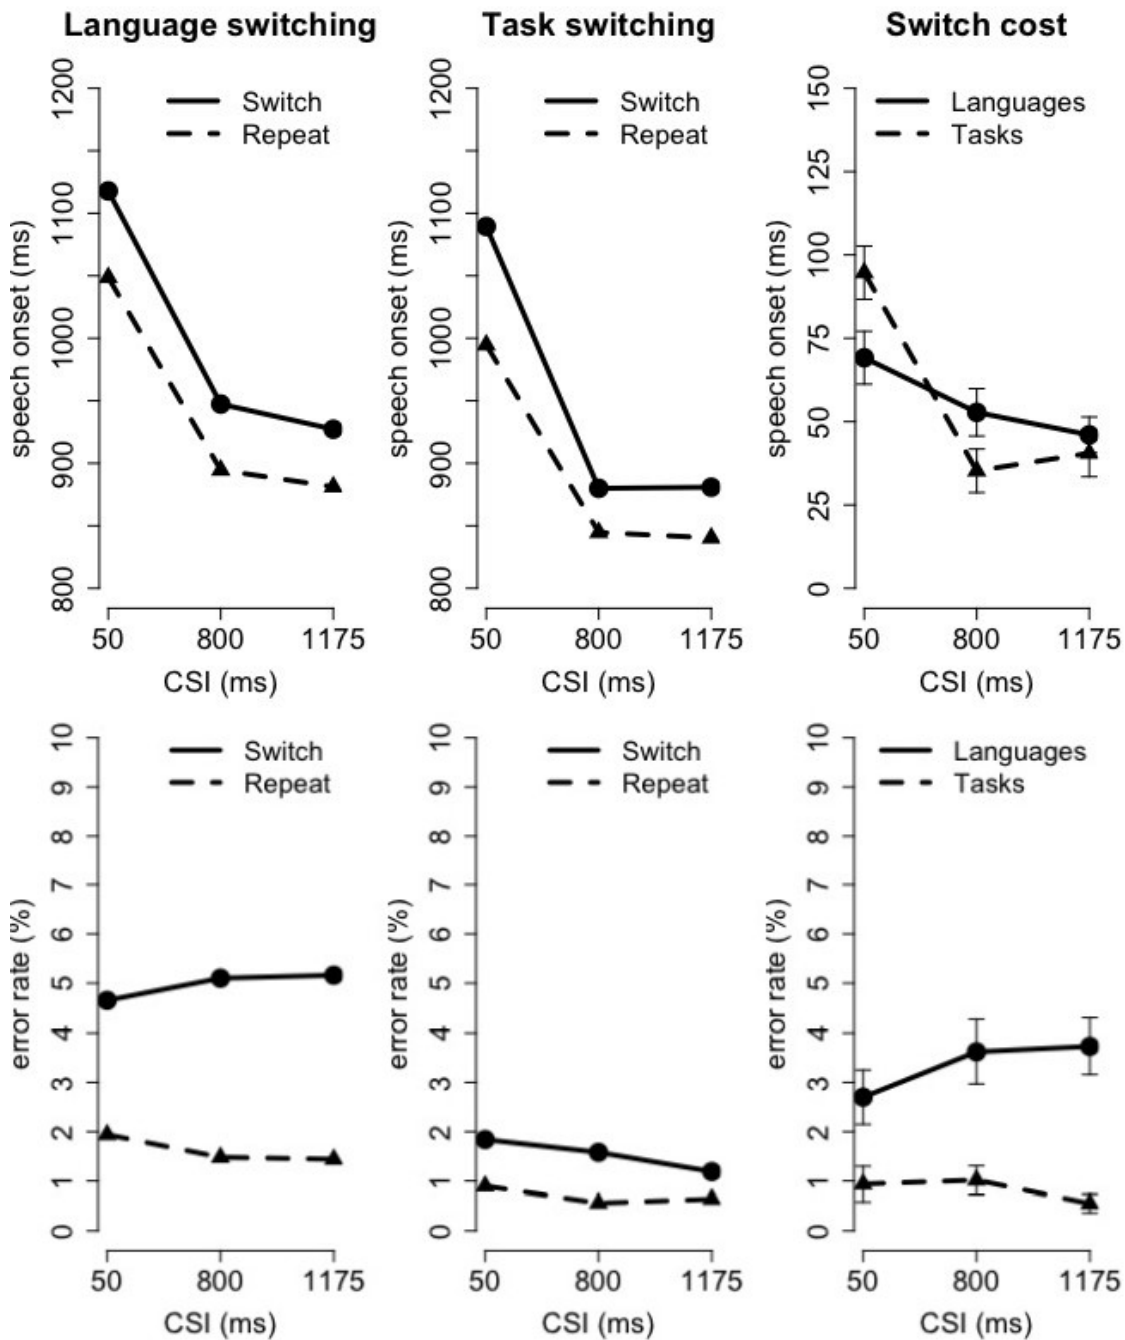 Language switching
Task switching
Switch cost
1200
1100
1000
900
800
speech onset (ms)
Switch
Repeat
50 800 1175
CSI (ms)
1200
1100
1000
900
800
speech onset (ms)
Switch
Repeat
50 800 1175
CSI (ms)
150
125
100
75
50
25
0
speech onset (ms)
Languages
Tasks
50 800 1175
CSI (ms)
10
9
8
7
6
5
4
3
2
1
0
error rate (%)
Switch
Repeat
50 800 1175
CSI (ms)
10
9
8
7
6
5
4
3
2
1
0
error rate (%)
Switch
Repeat
50 800 1175
CSI (ms)
10
9
8
7
6
5
4
3
2
1
0
error rate (%)
Languages
Tasks
50 800 1175
CSI (ms)